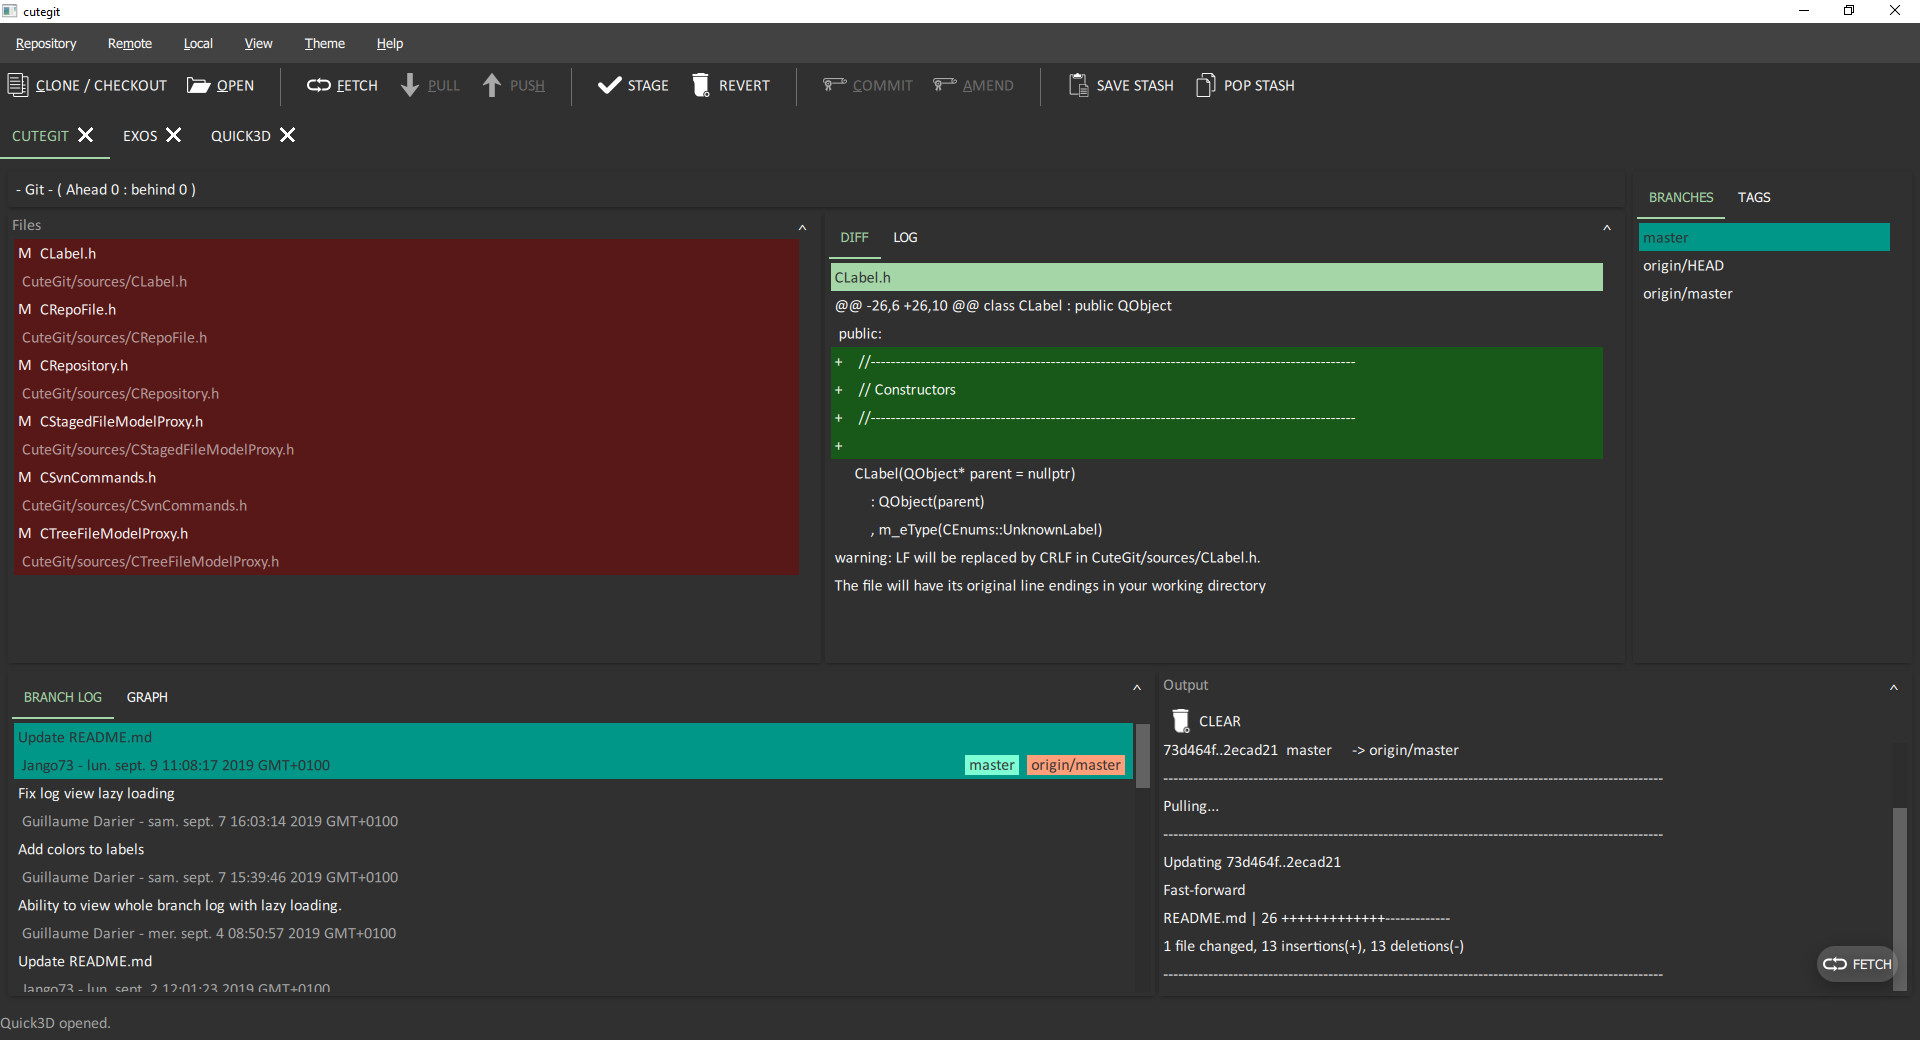 cutegit
Repository Remote Local View Theme Help
CLONE / CHECKOUT OPEN FETCH PULL PUSH STAGE REVERT COMMIT AMEND SAVE STASH POP STASH
CUTEGIT EXOS QUICK3D
- Git - ( Ahead 0 : behind 0 )
Files
M CLabel.h
CuteGit/sources/CLabel.h
M CRepoFile.h
CuteGit/sources/CRepoFile.h
M CRepository.h
CuteGit/sources/CRepository.h
M CStagedFileModelProxy.h
CuteGit/sources/CStagedFileModelProxy.h
M CSvnCommands.h
CuteGit/sources/CSvnCommands.h
M CTreeFileModelProxy.h
CuteGit/sources/CTreeFileModelProxy.h
DIFF LOG
CLabel.h
@@ -26,6 +26,10 @@ class CLabel : public QObject
public:
+ //-------------------------------------------------------------------------------------------------
+ // Constructors
+ //-------------------------------------------------------------------------------------------------
+
CLabel(QObject* parent = nullptr)
: QObject(parent)
, m_eType(CEnums::UnknownLabel)
warning: LF will be replaced by CRLF in CuteGit/sources/CLabel.h.
The file will have its original line endings in your working directory
BRANCHES TAGS
master
origin/HEAD
origin/master
BRANCH LOG GRAPH
Update README.md
Jango73 - lun. sept. 9 11:08:17 2019 GMT+0100 master origin/master
Fix log view lazy loading
Guillaume Darier - sam. sept. 7 16:03:14 2019 GMT+0100
Add colors to labels
Guillaume Darier - sam. sept. 7 15:39:46 2019 GMT+0100
Ability to view whole branch log with lazy loading.
Guillaume Darier - mer. sept. 4 08:50:57 2019 GMT+0100
Update README.md
Jango73 - lun. sept. 2 12:01:23 2019 GMT+0100
Output
CLEAR
73d464f..2ecad21 master -> origin/master
----------------------------------------------------------------------------------------------------
Pulling...
----------------------------------------------------------------------------------------------------
Updating 73d464f..2ecad21
Fast-forward
README.md | 26 +++++++++++++-------------
1 file changed, 13 insertions(+), 13 deletions(-)
----------------------------------------------------------------------------------------------------
FETCH
Quick3D opened.